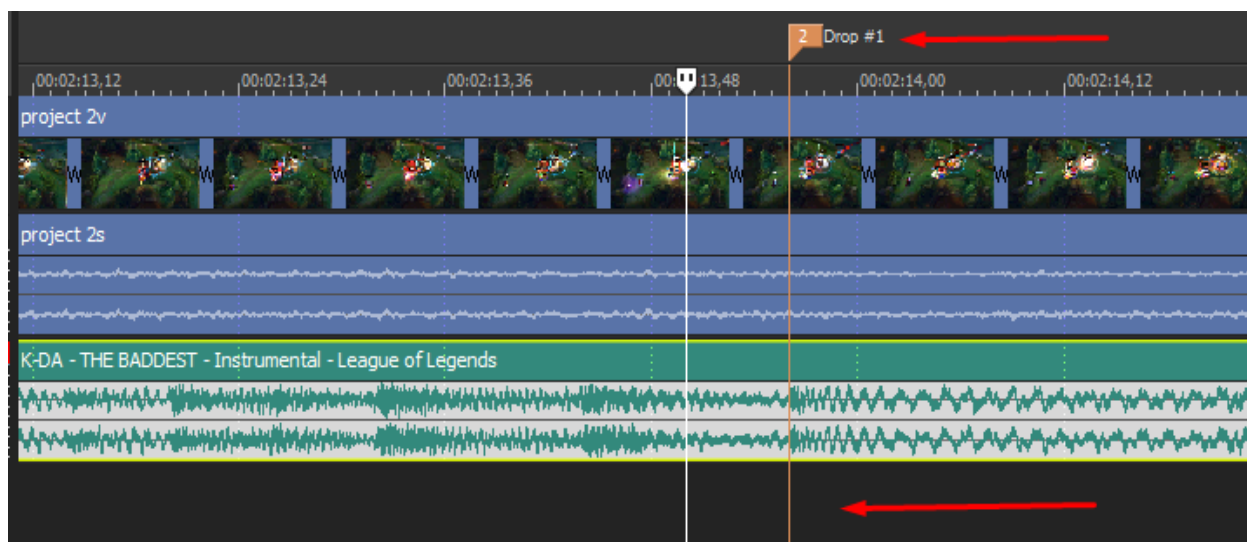 2 Drop #1
00:02:13,12 00:02:13,24 00:02:13,36 00: 13,48 00:02:14,00 00:02:14,12
project 2v
project 2s
K-DA - THE BADDEST - Instrumental - League of Legends